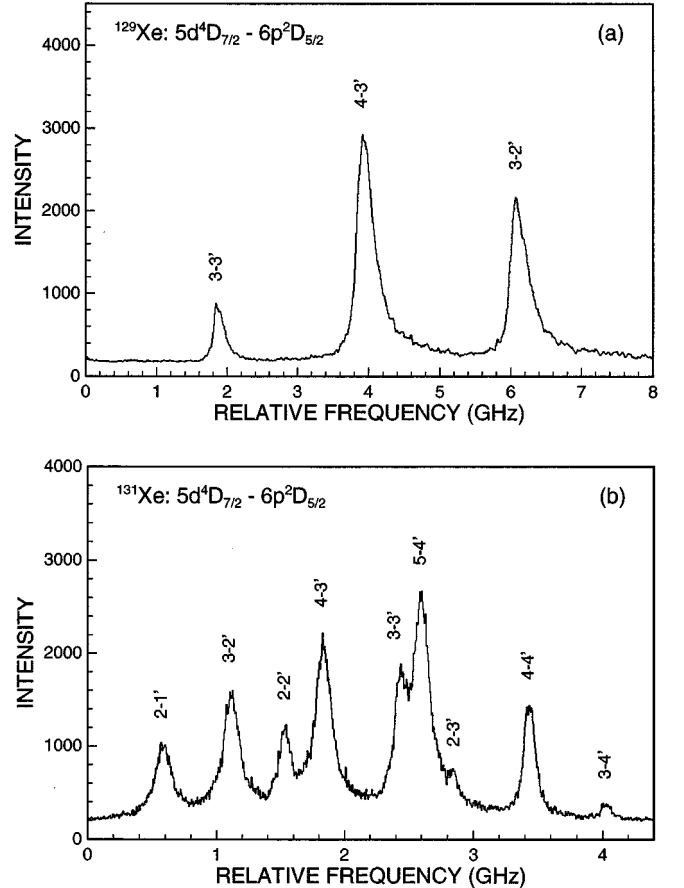 ¹²⁹Xe: 5d⁴D₇/₂ - 6p²D₅/₂
(a)
4000
3000
2000
1000
0
INTENSITY
3-3'
4-3'
3-2'
0 1 2 3 4 5 6 7 8
RELATIVE FREQUENCY (GHz)
4000
¹³¹Xe: 5d⁴D₇/₂ - 6p²D₅/₂
(b)
3000
2000
1000
0
INTENSITY
2-1'
3-2'
2-2'
4-3'
3-3'
5-4'
2-3'
4-4'
3-4'
0 1 2 3 4
RELATIVE FREQUENCY (GHz)